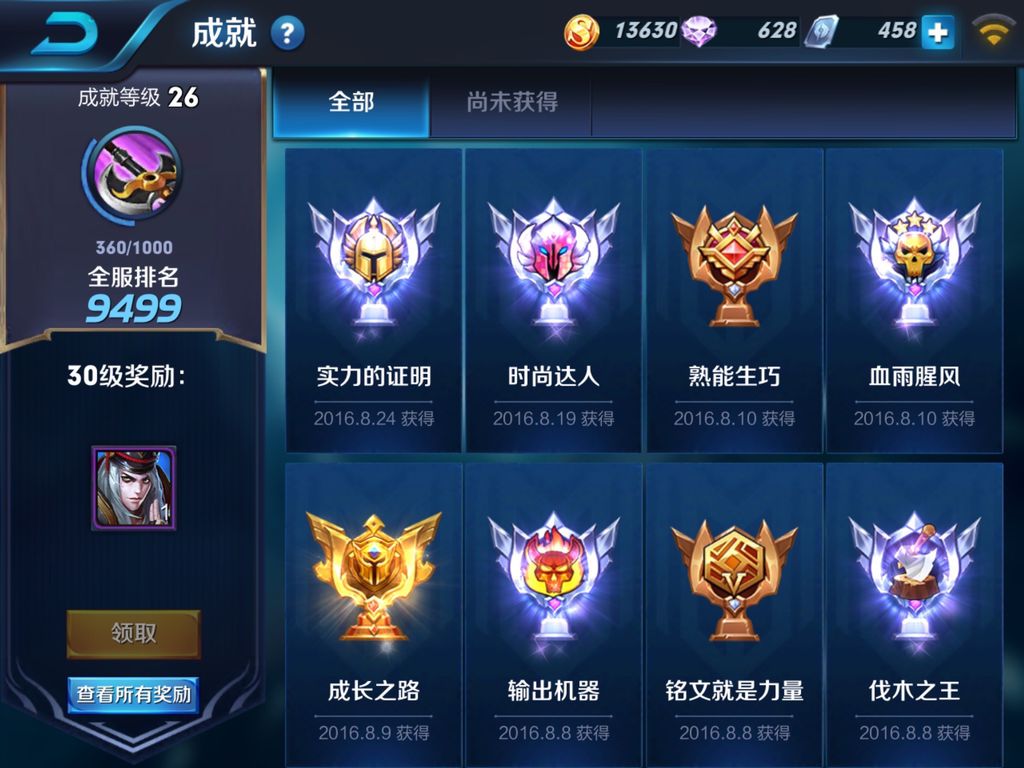 成就 ?
13630 628 458 +
成就等级 26
360/1000
全服排名
9499
30级奖励：
1
领取
查看所有奖励
全部 尚未获得
实力的证明 时尚达人 熟能生巧 血雨腥风
2016.8.24 获得 2016.8.19 获得 2016.8.10 获得 2016.8.10 获得
V
成长之路 输出机器 铭文就是力量 伐木之王
2016.8.9 获得 2016.8.8 获得 2016.8.8 获得 2016.8.8 获得